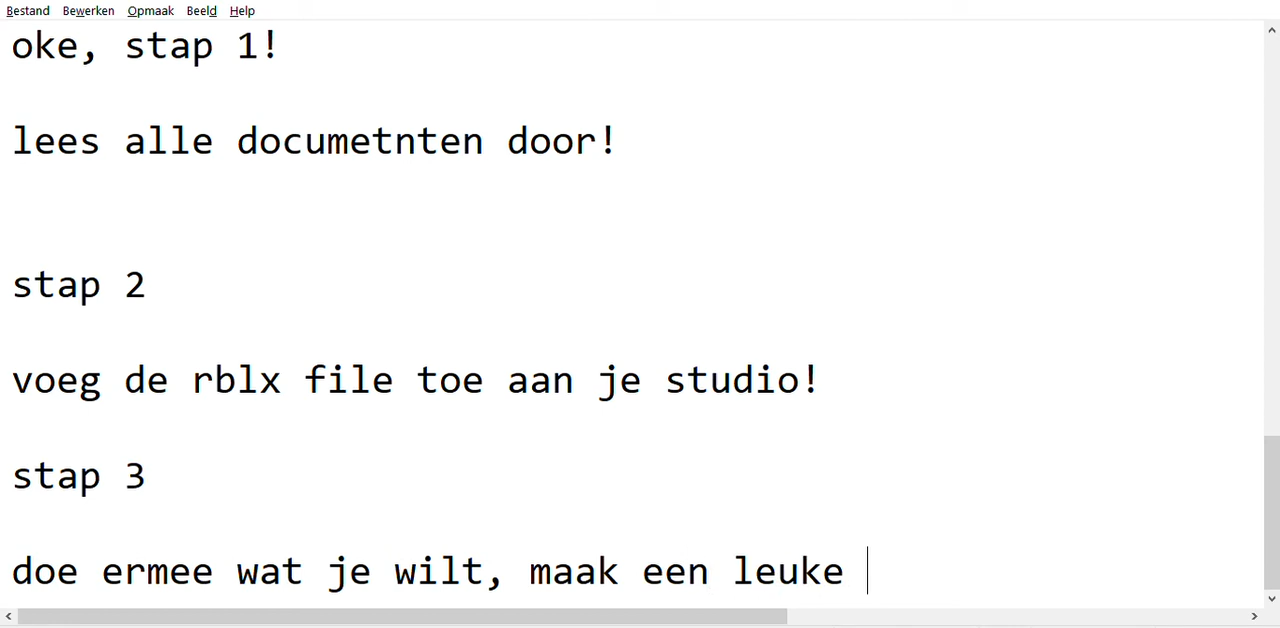 Bestand Bewerken Opmaak Beeld Help
oke, stap 1!
lees alle documetnten door!
stap 2
voeg de rblx file toe aan je studio!
stap 3
doe ermee wat je wilt, maak een leuke